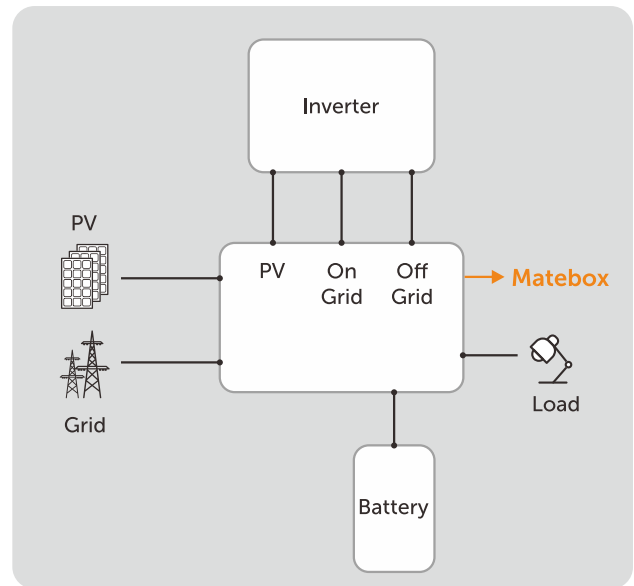 Inverter
PV
PV
On
Grid
Off
Grid
Matebox
Grid
Load
Battery